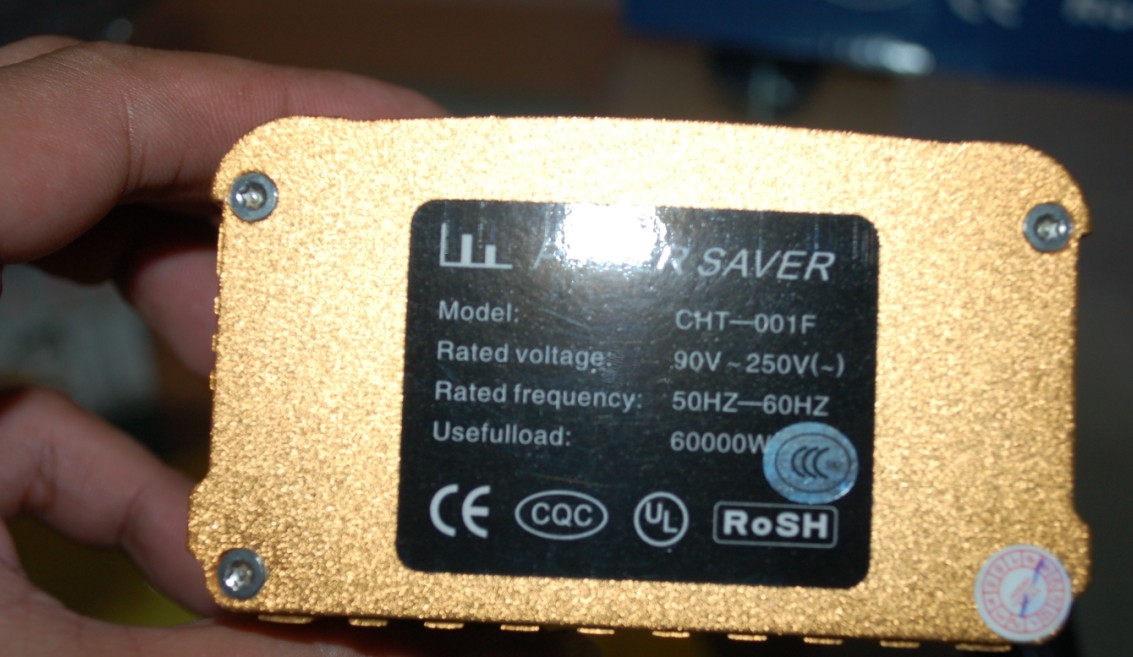 SAVER
Model: CHT—001F
Rated voltage: 90V ~ 250V(~)
Rated frequency: 50HZ—60HZ
Usefulload: 60000W
CE CQC UL RoSH